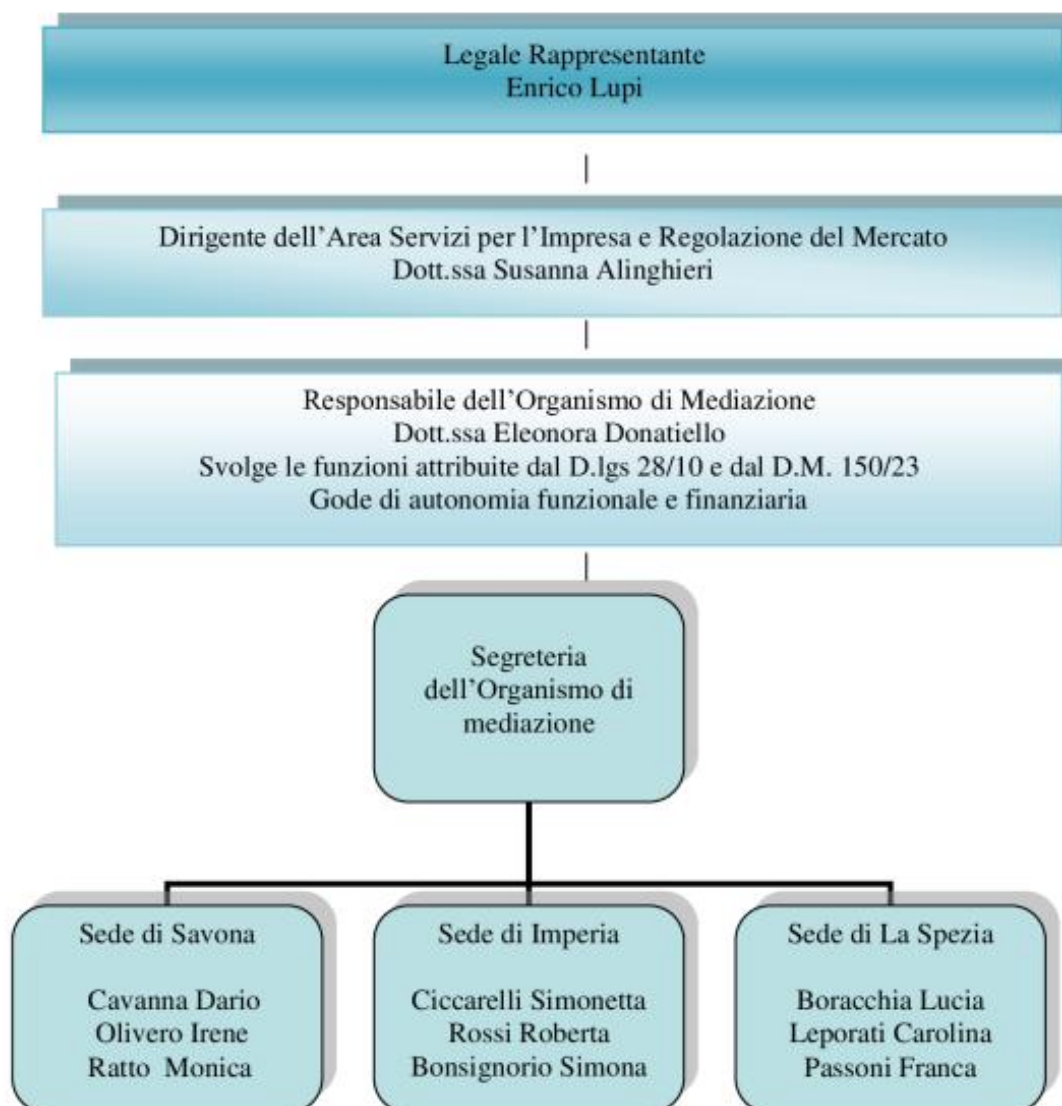 Legale Rappresentante
Enrico Lupi
Dirigente dell’Area Servizi per l’Impresa e Regolazione del Mercato
Dott.ssa Susanna Alinghieri
Responsabile dell’Organismo di Mediazione
Dott.ssa Eleonora Donatiello
Svolge le funzioni attribuite dal D.lgs 28/10 e dal D.M. 150/23
Gode di autonomia funzionale e finanziaria
Segreteria
dell’Organismo di
mediazione
Sede di Savona
Cavanna Dario
Olivero Irene
Ratto Monica
Sede di Imperia
Ciccarelli Simonetta
Rossi Roberta
Bonsignorio Simona
Sede di La Spezia
Boracchia Lucia
Leporati Carolina
Passoni Franca